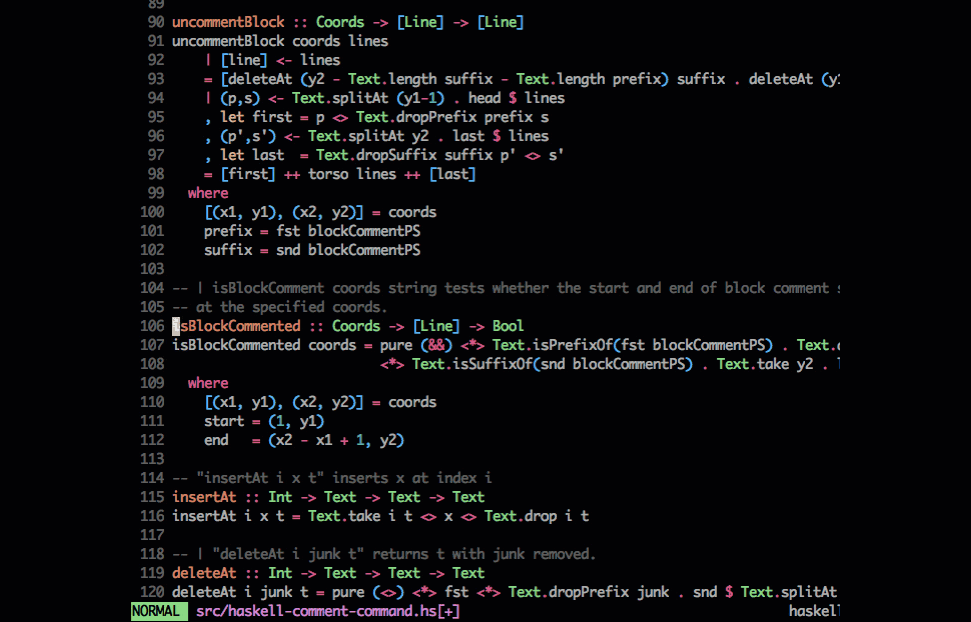 89
90 uncommentBlock :: Coords -> [Line] -> [Line]
91 uncommentBlock coords lines
92     | [line] <- lines
93     = [deleteAt (y2 - Text.length suffix - Text.length prefix) suffix . deleteAt (y
94     | (p,s) <- Text.splitAt (y1-1) . head $ lines
95     , let first = p <> Text.dropPrefix prefix s
96     , (p',s') <- Text.splitAt y2 . last $ lines
97     , let last  = Text.dropSuffix suffix p' <> s'
98     = [first] ++ torso lines ++ [last]
99   where
100     [(x1, y1), (x2, y2)] = coords
101     prefix = fst blockCommentPS
102     suffix = snd blockCommentPS
103
104 -- | isBlockComment coords string tests whether the start and end of block comment
105 -- at the specified coords.
106 isBlockCommented :: Coords -> [Line] -> Bool
107 isBlockCommented coords = pure (&&) <*> Text.isPrefixOf(fst blockCommentPS) . Text.
108                           <*> Text.isSuffixOf(snd blockCommentPS) . Text.take y2 .
109   where
110     [(x1, y1), (x2, y2)] = coords
111     start = (1, y1)
112     end   = (x2 - x1 + 1, y2)
113
114 -- "insertAt i x t" inserts x at index i
115 insertAt :: Int -> Text -> Text -> Text
116 insertAt i x t = Text.take i t <> x <> Text.drop i t
117
118 -- | "deleteAt i junk t" returns t with junk removed.
119 deleteAt :: Int -> Text -> Text -> Text
120 deleteAt i junk t = pure (<>) <*> fst <*> Text.dropPrefix junk . snd $ Text.splitAt
NORMAL src/haskell-comment-command.hs[+] haskell